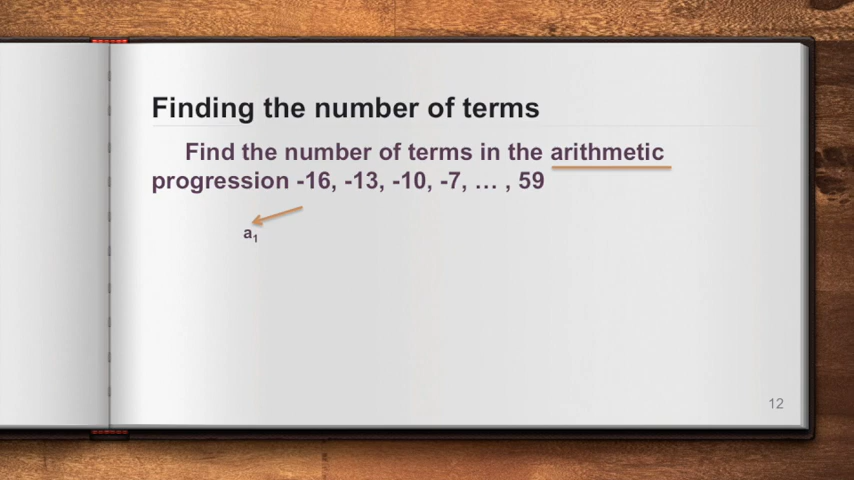 Finding the number of terms
Find the number of terms in the arithmetic
progression -16, -13, -10, -7, … , 59
a₁
12